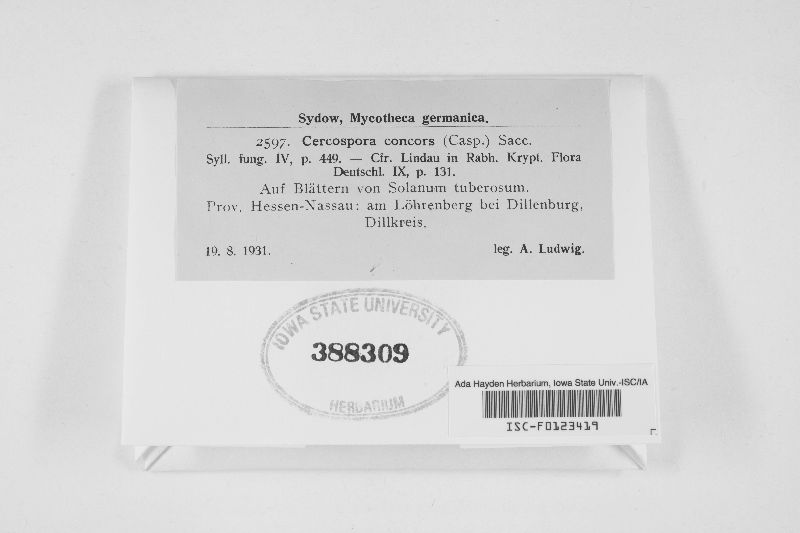 Sydow, Mycotheca germanica.
2597. Cercospora concors (Casp.) Sacc.
Syll. fung. IV, p. 449. — Cfr. Lindau in Rabh. Krypt. Flora
Deutschl. IX, p. 131.
Auf Blättern von Solanum tuberosum.
Prov. Hessen-Nassau: am Löhrenberg bei Dillenburg,
Dillkreis.
19. 8. 1931. leg. A. Ludwig.
IOWA STATE UNIVERSITY
388309
HERBARIUM
Ada Hayden Herbarium, Iowa State Univ.-ISC/IA
ISC-F0123419